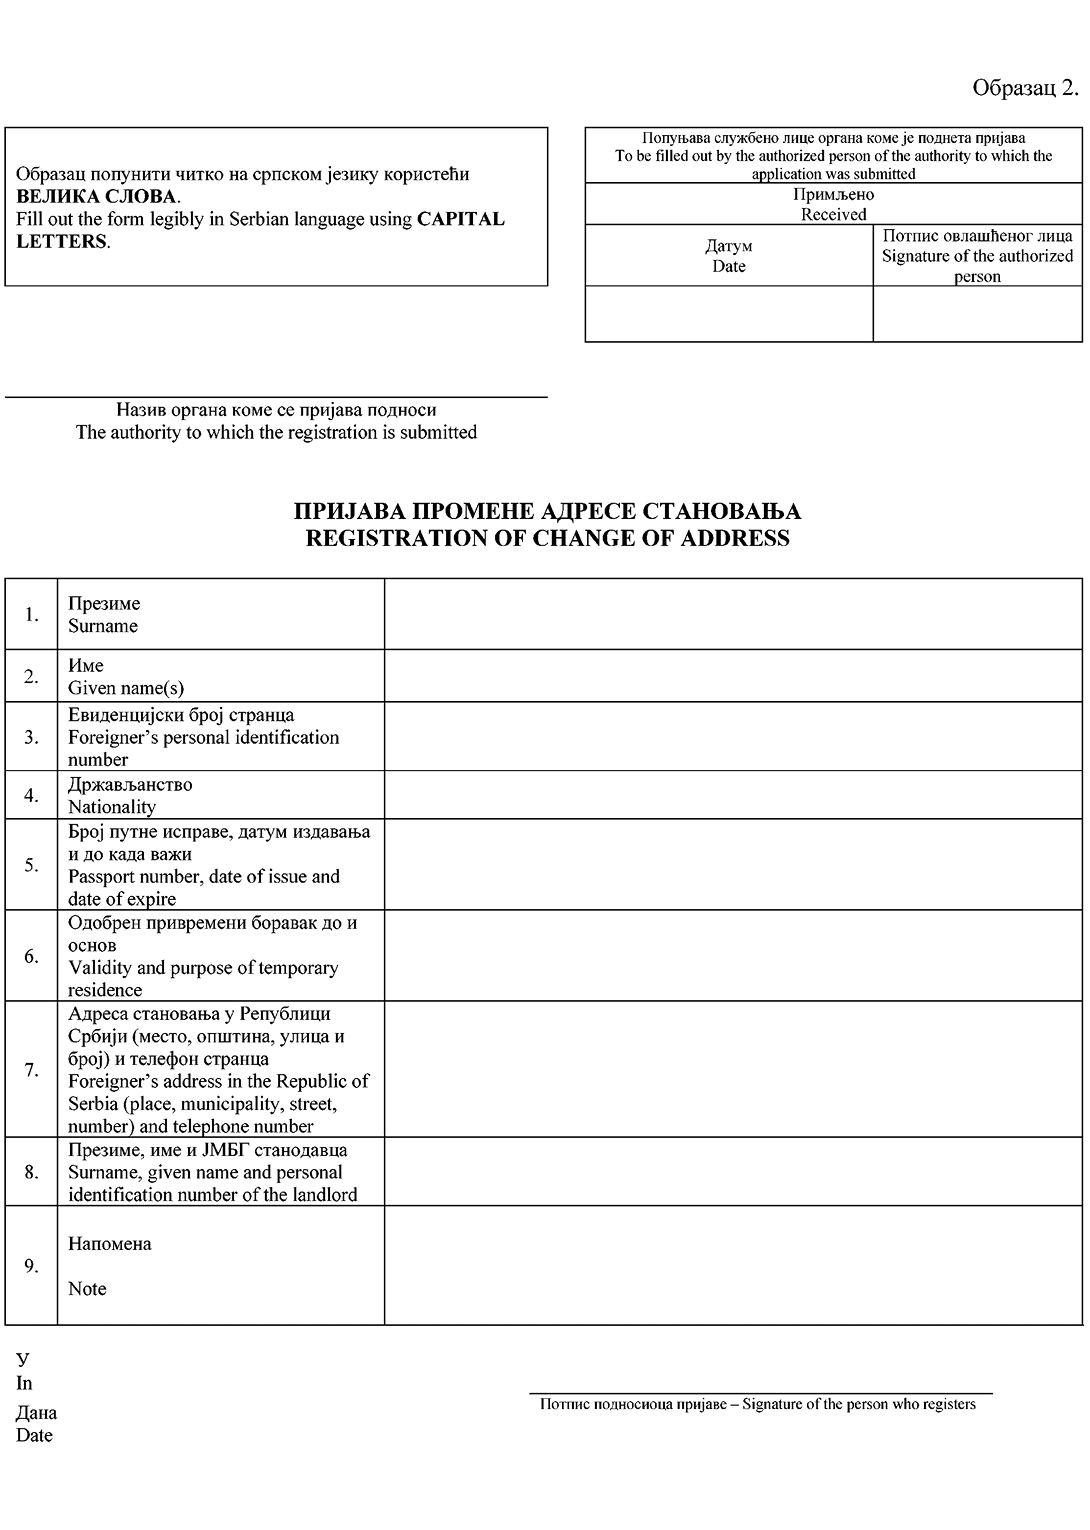 Образац 2.
Образац попунити читко на српском језику користећи
ВЕЛИКА СЛОВА.
Fill out the form legibly in Serbian language using CAPITAL
LETTERS.
Попуњава службено лице органа коме је поднета пријава
To be filled out by the authorized person of the authority to which the
application was submitted
Примљено
Received
Датум
Date
Потпис овлашћеног лица
Signature of the authorized
person
Назив органа коме се пријава подноси
The authority to which the registration is submitted
ПРИЈАВА ПРОМЕНЕ АДРЕСЕ СТАНОВАЊА
REGISTRATION OF CHANGE OF ADDRESS
1.
Презиме
Surname
2.
Име
Given name(s)
3.
Евиденцијски број странца
Foreigner’s personal identification
number
4.
Држављанство
Nationality
5.
Број путне исправе, датум издавања
и до када важи
Passport number, date of issue and
date of expire
6.
Одобрен привремени боравак до и
основ
Validity and purpose of temporary
residence
7.
Адреса становања у Републици
Србији (место, општина, улица и
број) и телефон странца
Foreigner’s address in the Republic of
Serbia (place, municipality, street,
number) and telephone number
8.
Презиме, име и ЈМБГ станодавца
Surname, given name and personal
identification number of the landlord
9.
Напомена
Note
У
In
Дана
Date
Потпис подносиоца пријаве – Signature of the person who registers